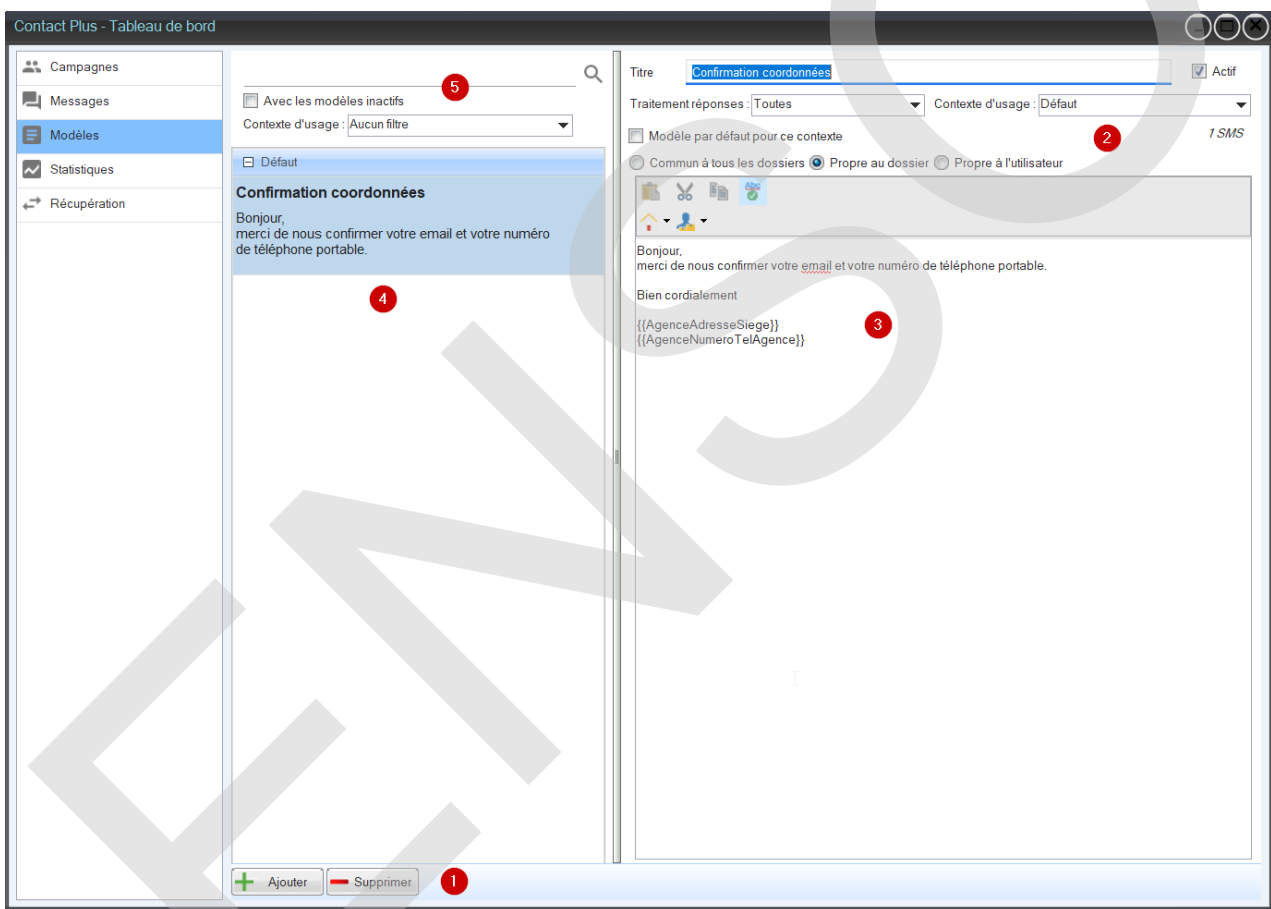 Contact Plus - Tableau de bord
Campagnes
Messages
Modèles
Statistiques
Récupération
5
Avec les modèles inactifs
Contexte d'usage : Aucun filtre
Défaut
Confirmation coordonnées
Bonjour,
merci de nous confirmer votre email et votre numéro
de téléphone portable.
4
Ajouter
Supprimer
1
Titre Confirmation coordonnées Actif
Traitement réponses : Toutes Contexte d'usage : Défaut
Modèle par défaut pour ce contexte 2 1 SMS
Commun à tous les dossiers Propre au dossier Propre à l'utilisateur
Abc
Bonjour,
merci de nous confirmer votre email et votre numéro de téléphone portable.
Bien cordialement
{{AgenceAdresseSiege}}
{{AgenceNumeroTelAgence}}
3